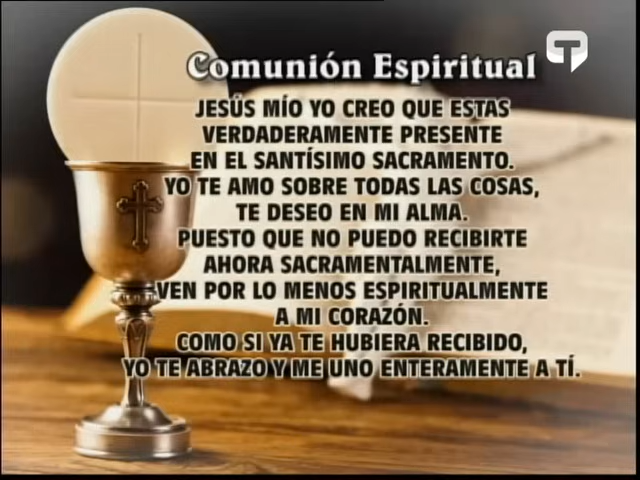 Comunión Espiritual
JESÚS MÍO YO CREO QUE ESTAS
VERDADERAMENTE PRESENTE
EN EL SANTÍSIMO SACRAMENTO.
YO TE AMO SOBRE TODAS LAS COSAS,
TE DESEO EN MI ALMA.
PUESTO QUE NO PUEDO RECIBIRTE
AHORA SACRAMENTALMENTE,
VEN POR LO MENOS ESPIRITUALMENTE
A MI CORAZÓN.
COMO SI YA TE HUBIERA RECIBIDO,
YO TE ABRAZO Y ME UNO ENTERAMENTE A TÍ.